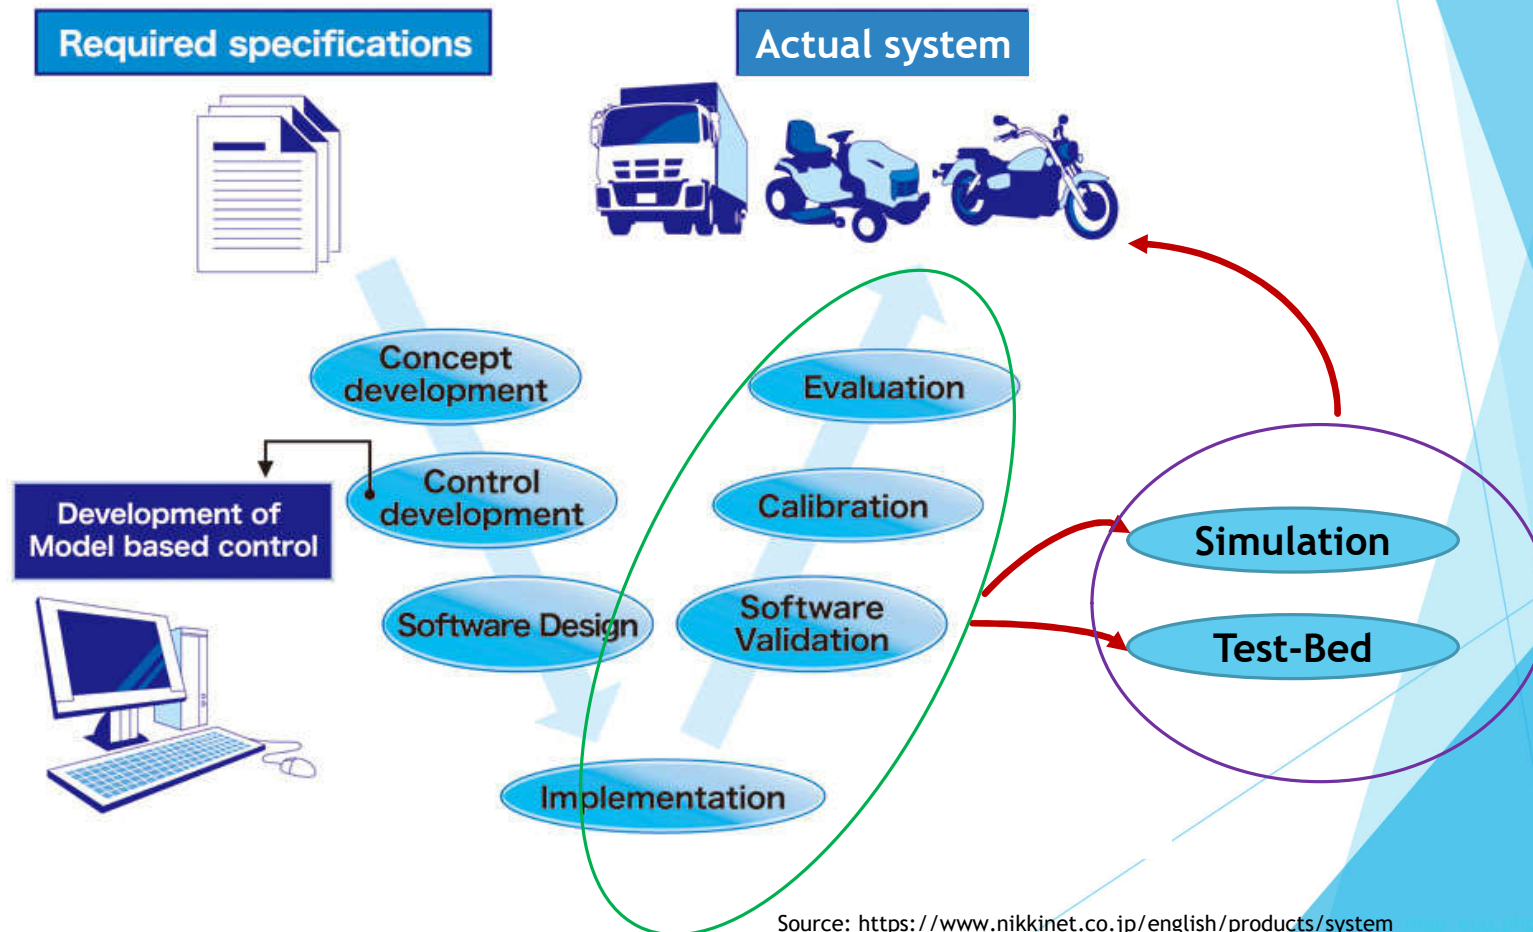 Required specifications
Actual system
Concept
development
Evaluation
Control
development
Calibration
Development of
Model based control
Simulation
Software Design
Software
Validation
Test-Bed
Implementation
Source: https://www.nikkinet.co.jp/english/products/system